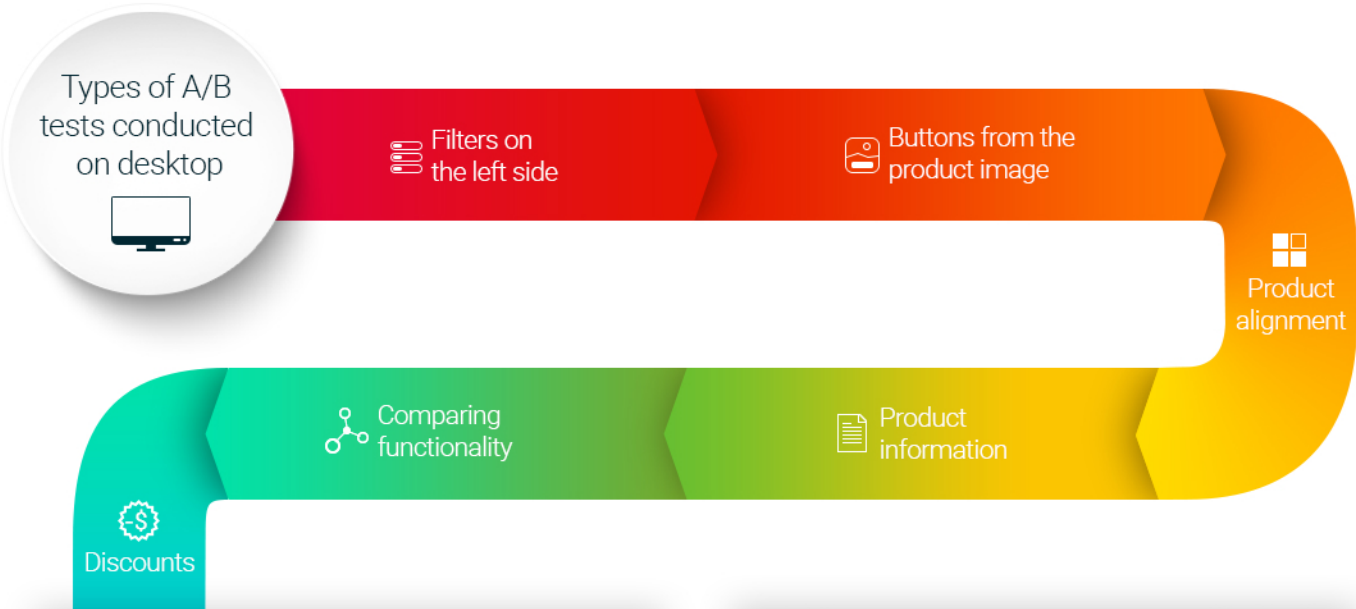 Types of A/B
tests conducted
on desktop
Filters on
the left side
Buttons from the
product image
Product
alignment
Product
information
Comparing
functionality
-$
Discounts